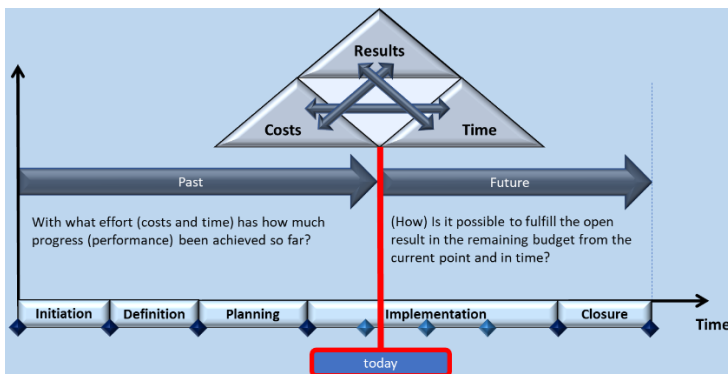 Results
Costs
Time
Past
Future
With what effort (costs and time) has how much
progress (performance) been achieved so far?
(How) Is it possible to fulfill the open
result in the remaining budget from the
current point and in time?
Initiation
Definition
Planning
Implementation
Closure
Time
today